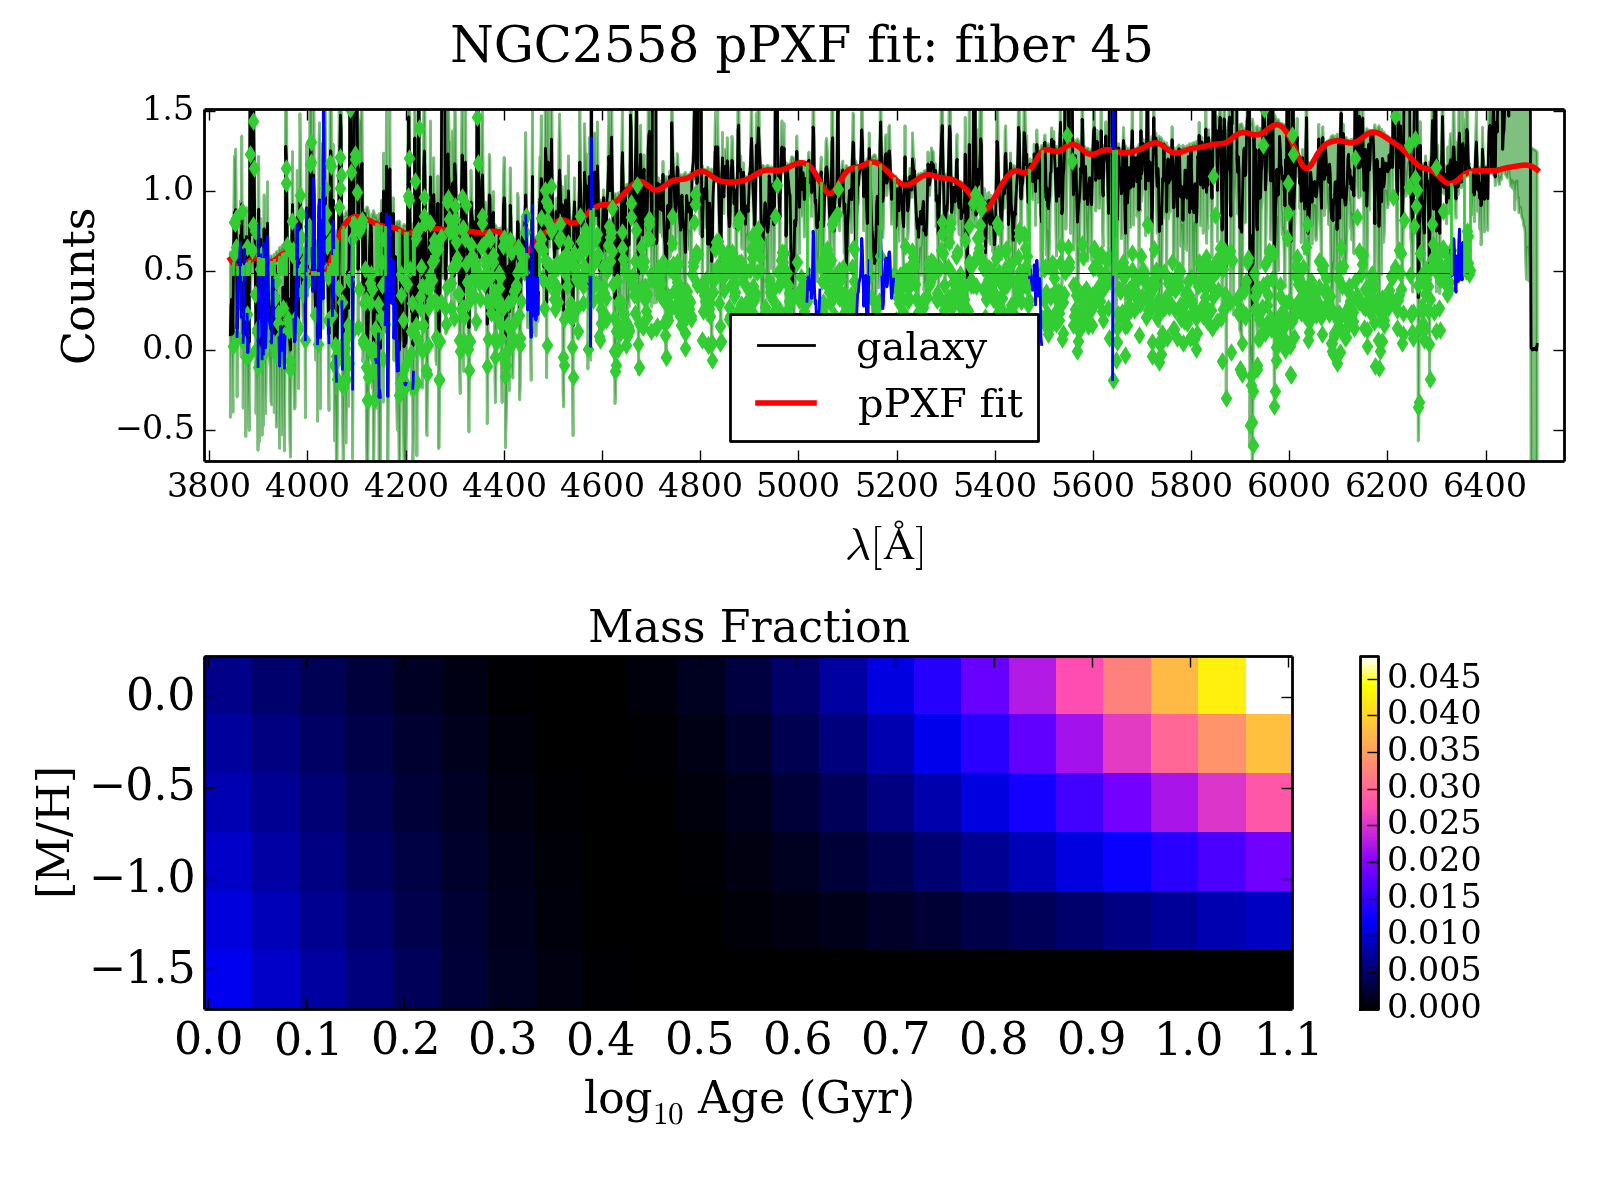 NGC2558 pPXF fit: fiber 45
1.5
1.0
0.5
0.0
−0.5
Counts
galaxy
pPXF fit
3800 4000 4200 4400 4600 4800 5000 5200 5400 5600 5800 6000 6200 6400
λ[Å]
Mass Fraction
0.0
−0.5
−1.0
−1.5
[M/H]
0.0 0.1 0.2 0.3 0.4 0.5 0.6 0.7 0.8 0.9 1.0 1.1
log₁₀ Age (Gyr)
0.045
0.040
0.035
0.030
0.025
0.020
0.015
0.010
0.005
0.000